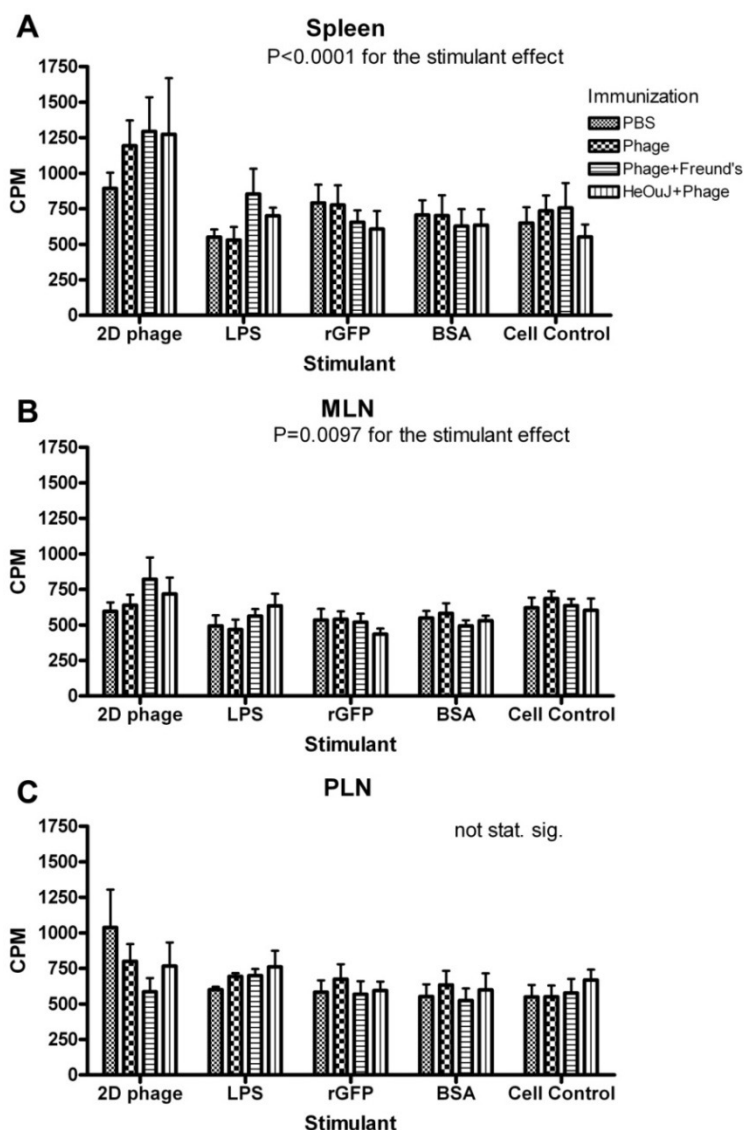 A
Spleen
P<0.0001 for the stimulant effect
1750
1500
1250
1000
750
500
250
0
CPM
Immunization
PBS
Phage
Phage+Freund's
HeOuJ+Phage
2D phage LPS rGFP BSA Cell Control
Stimulant
B
MLN
P=0.0097 for the stimulant effect
1750
1500
1250
1000
750
500
250
0
CPM
2D phage LPS rGFP BSA Cell Control
Stimulant
C
PLN
not stat. sig.
1750
1500
1250
1000
750
500
250
0
CPM
2D phage LPS rGFP BSA Cell Control
Stimulant